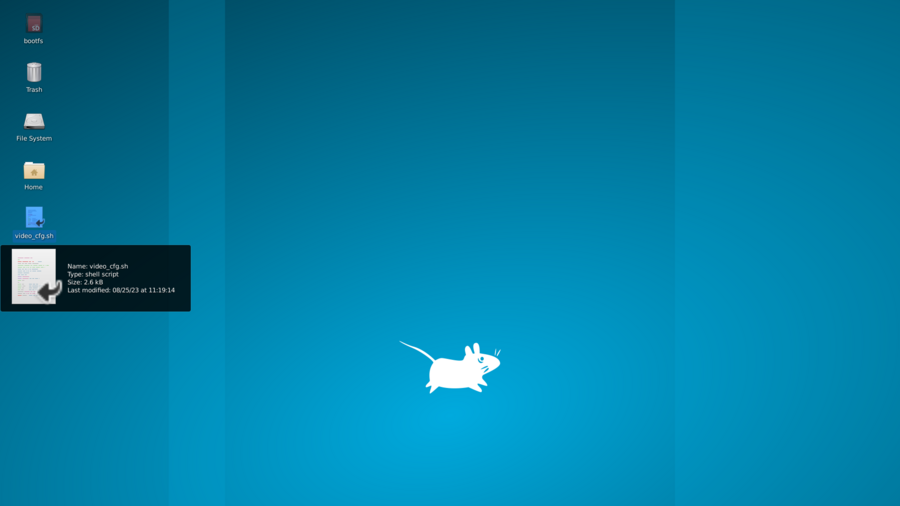 SD
bootfs
Trash
File System
Home
video_cfg.sh
Name: video_cfg.sh
Type: shell script
Size: 2.6 kB
Last modified: 08/25/23 at 11:19:14